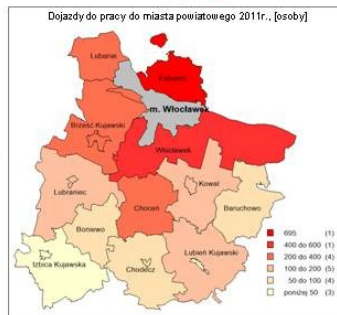 Dojazdy do pracy do miasta powiatowego 2011r., [osoby]
Lubanie
Fabianki
m. Włocławek
Brześć Kujawski
Włocławek
Lubraniec
Kowal
Choceń
Baruchowo
Boniewo
Lubień Kujawski
Izbica Kujawska
Chodecz
695 (1)
400 do 600 (1)
200 do 400 (4)
100 do 200 (5)
50 do 100 (4)
poniżej 50 (3)